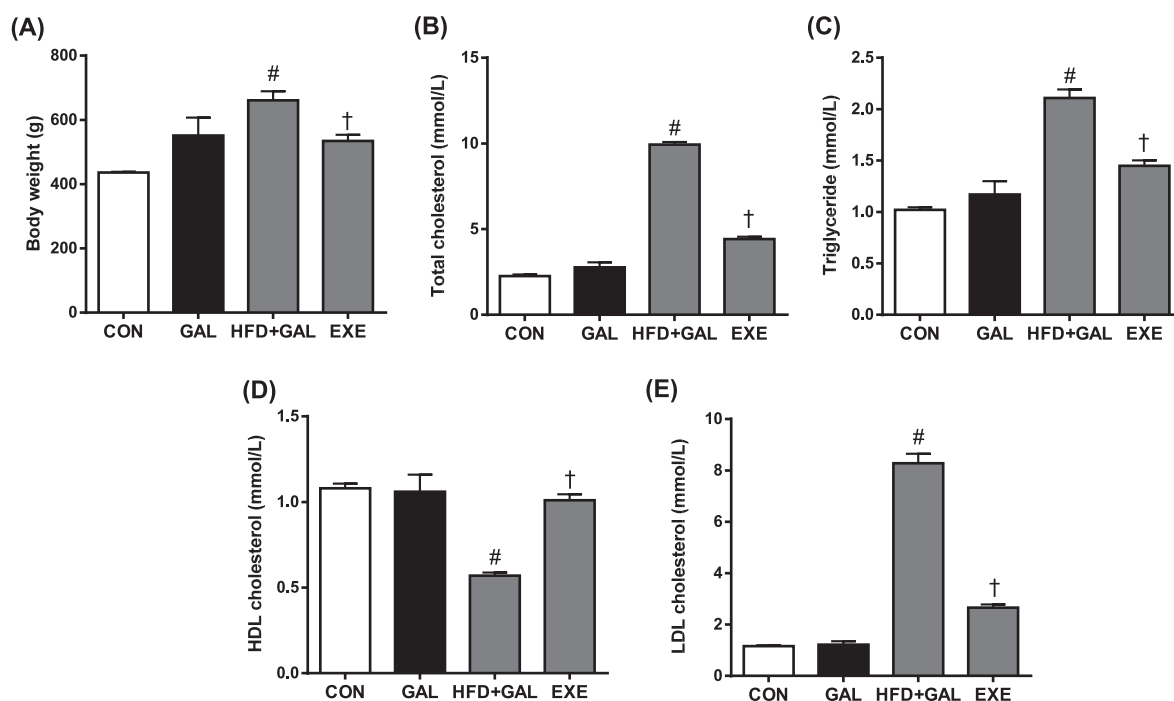 (A)
Body weight (g)
800
600
400
200
0
#
†
CON GAL HFD+GAL EXE
(B)
Total cholesterol (mmol/L)
15
10
5
0
#
†
CON GAL HFD+GAL EXE
(C)
Triglyceride (mmol/L)
2.5
2.0
1.5
1.0
0.5
0.0
#
†
CON GAL HFD+GAL EXE
(D)
HDL cholesterol (mmol/L)
1.5
1.0
0.5
0.0
#
†
CON GAL HFD+GAL EXE
(E)
LDL cholesterol (mmol/L)
10
8
6
4
2
0
#
†
CON GAL HFD+GAL EXE